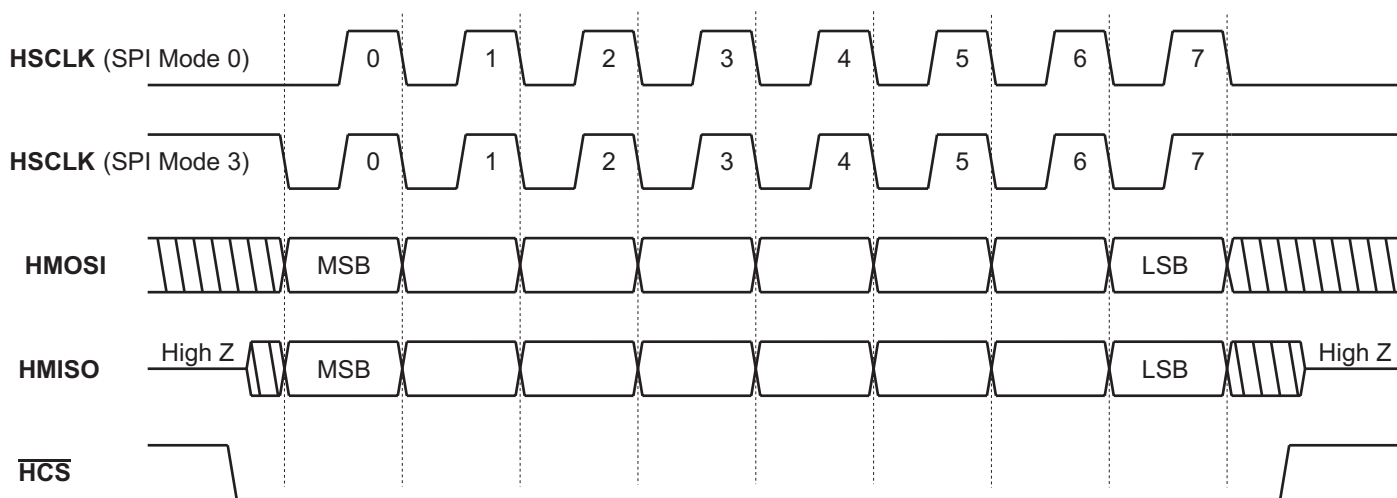 HSCLK (SPI Mode 0) 0 1 2 3 4 5 6 7
HSCLK (SPI Mode 3) 0 1 2 3 4 5 6 7
HMOSI MSB LSB
HMISO High Z MSB LSB High Z
HCS